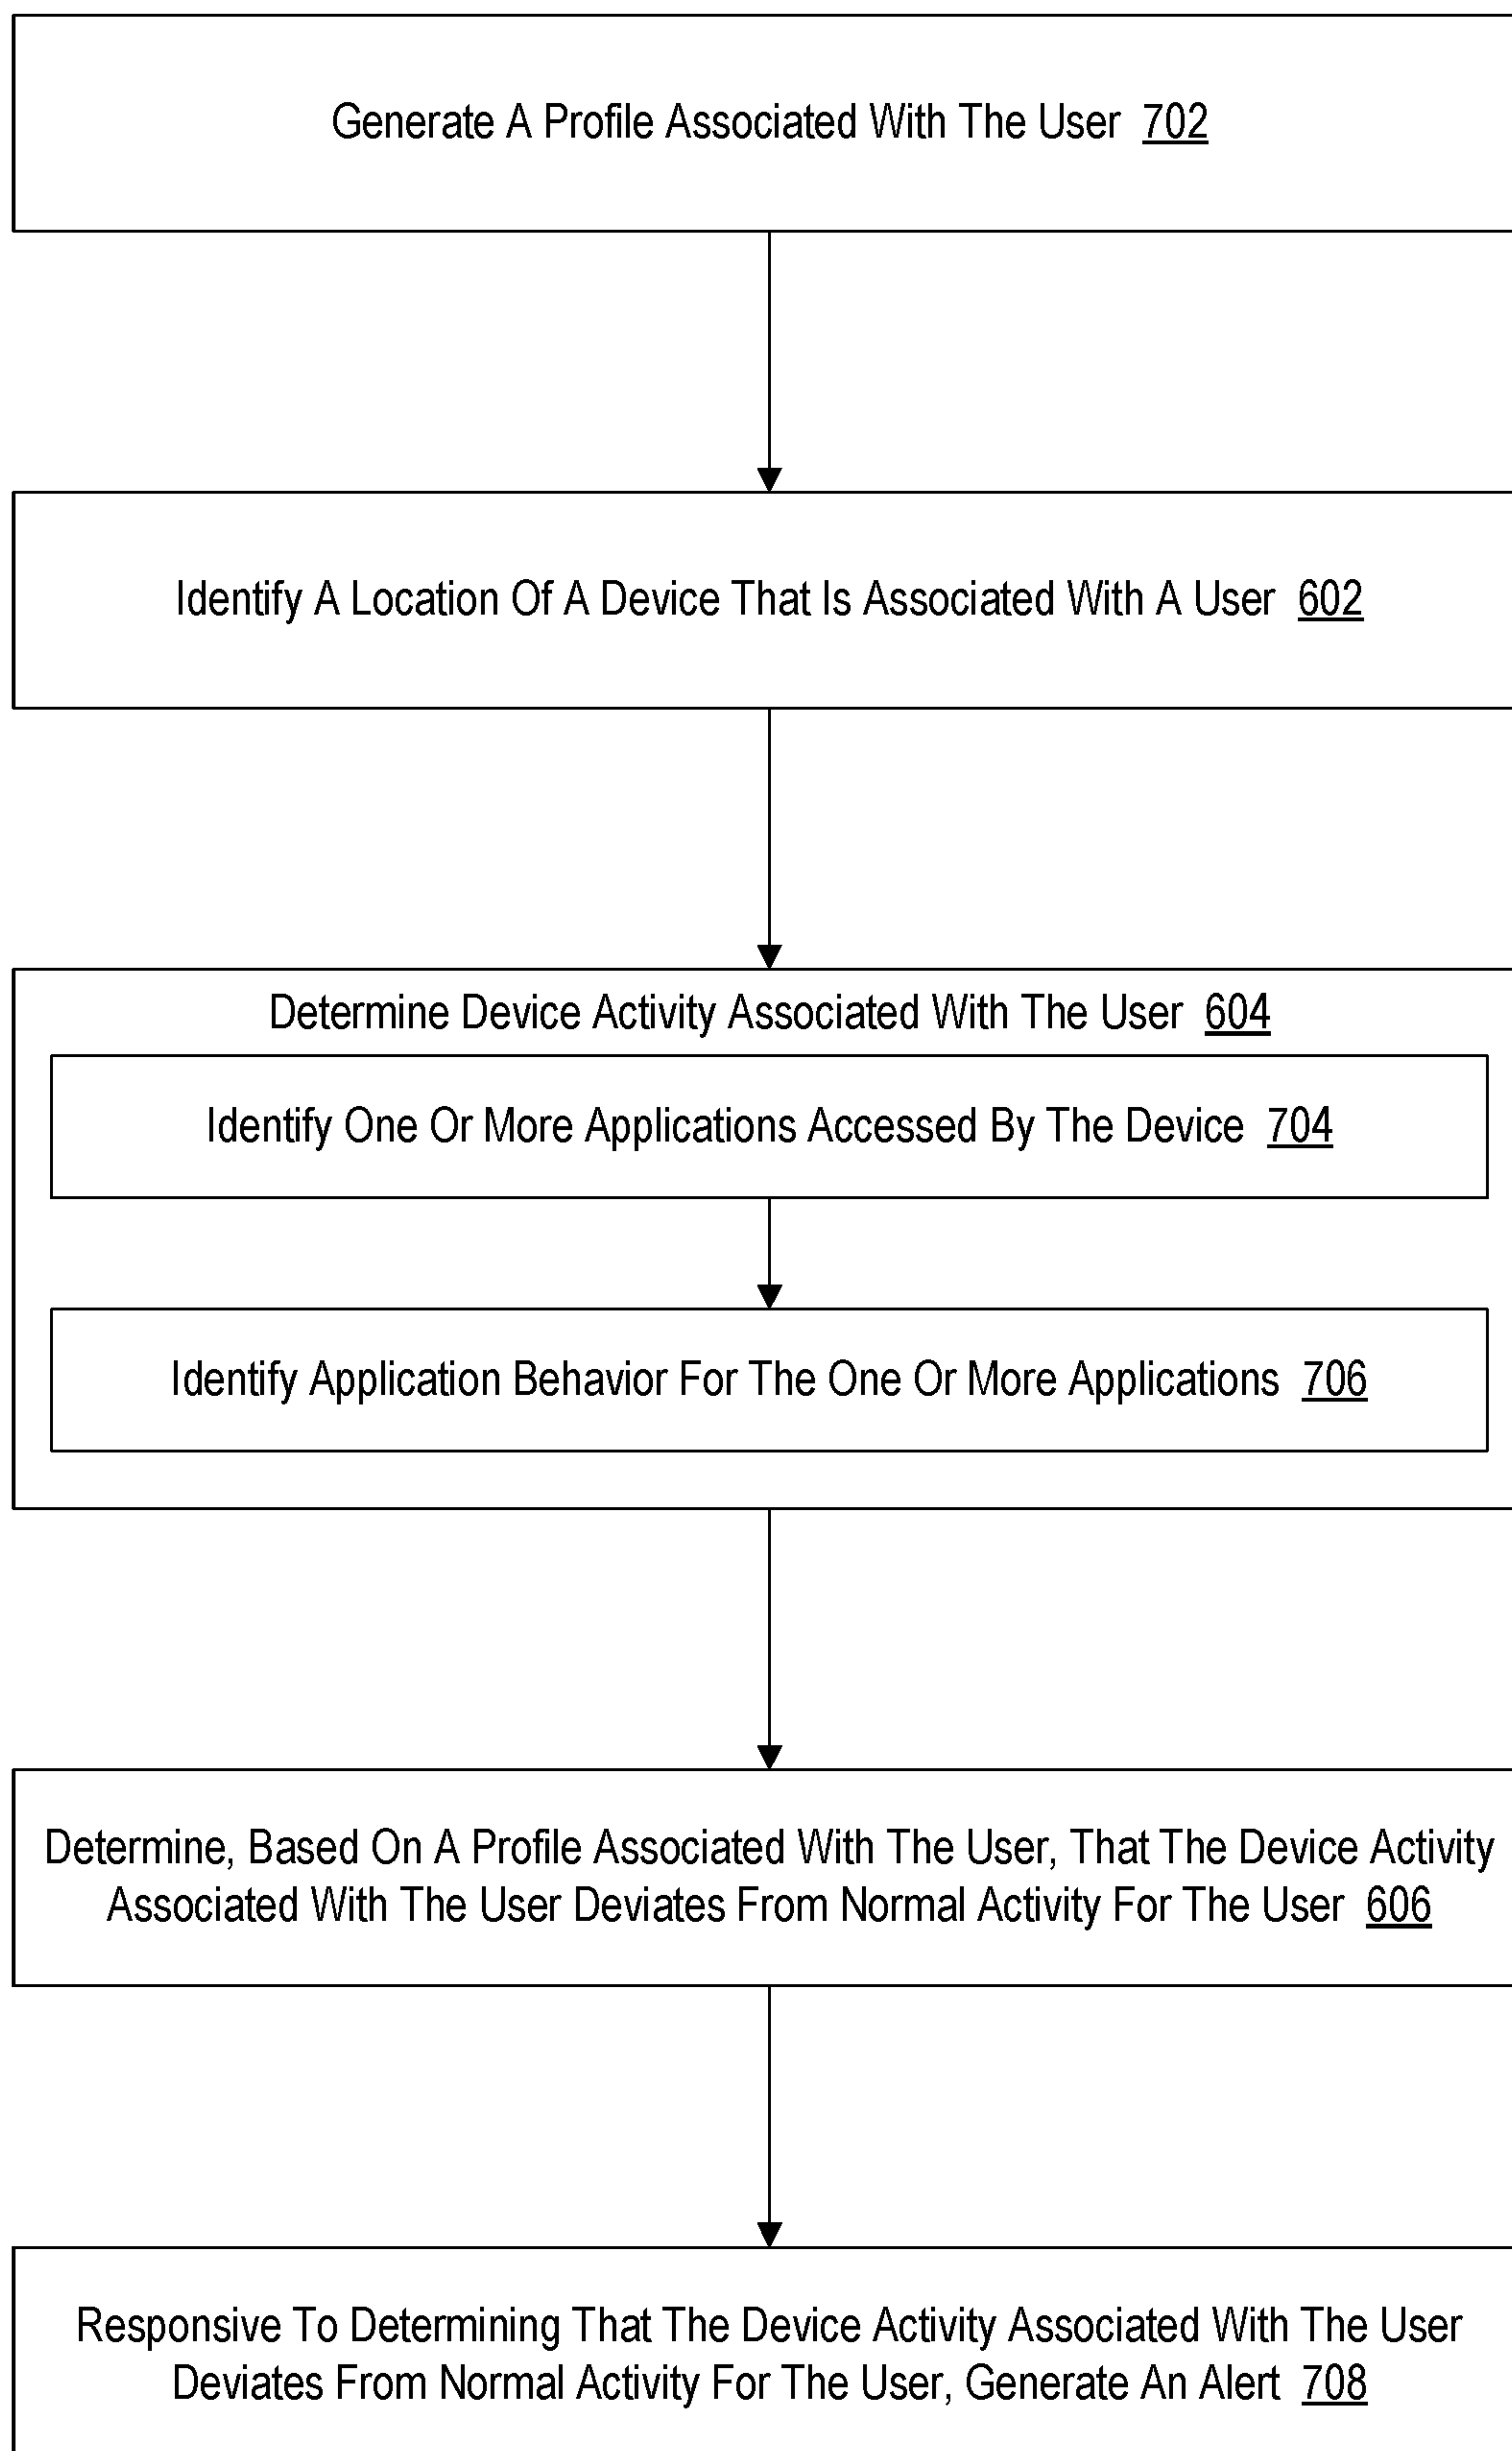 Generate A Profile Associated With The User 702
Identify A Location Of A Device That Is Associated With A User 602
Determine Device Activity Associated With The User 604
Identify One Or More Applications Accessed By The Device 704
Identify Application Behavior For The One Or More Applications 706
Determine, Based On A Profile Associated With The User, That The Device Activity
Associated With The User Deviates From Normal Activity For The User 606
Responsive To Determining That The Device Activity Associated With The User
Deviates From Normal Activity For The User, Generate An Alert 708